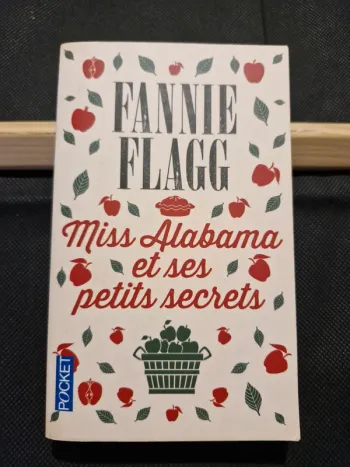 FANNIE
FLAGG
Miss Alabama
et ses
petits secrets
POCKET